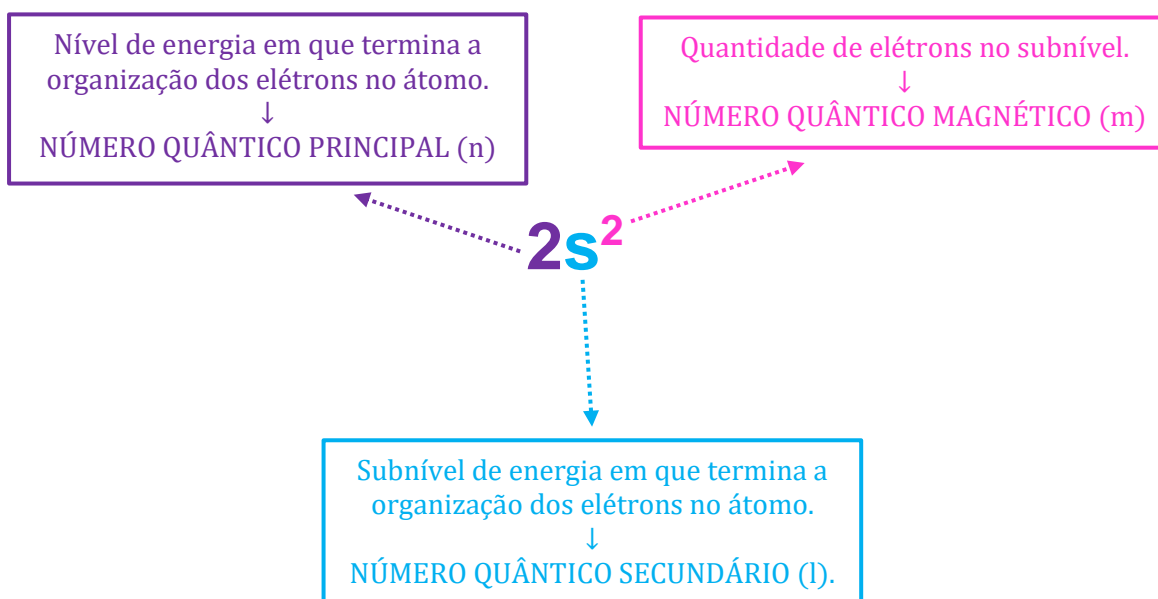 Nível de energia em que termina a
organização dos elétrons no átomo.
↓
NÚMERO QUÂNTICO PRINCIPAL (n)
Quantidade de elétrons no subnível.
↓
NÚMERO QUÂNTICO MAGNÉTICO (m)
2s²
Subnível de energia em que termina a
organização dos elétrons no átomo.
↓
NÚMERO QUÂNTICO SECUNDÁRIO (l).